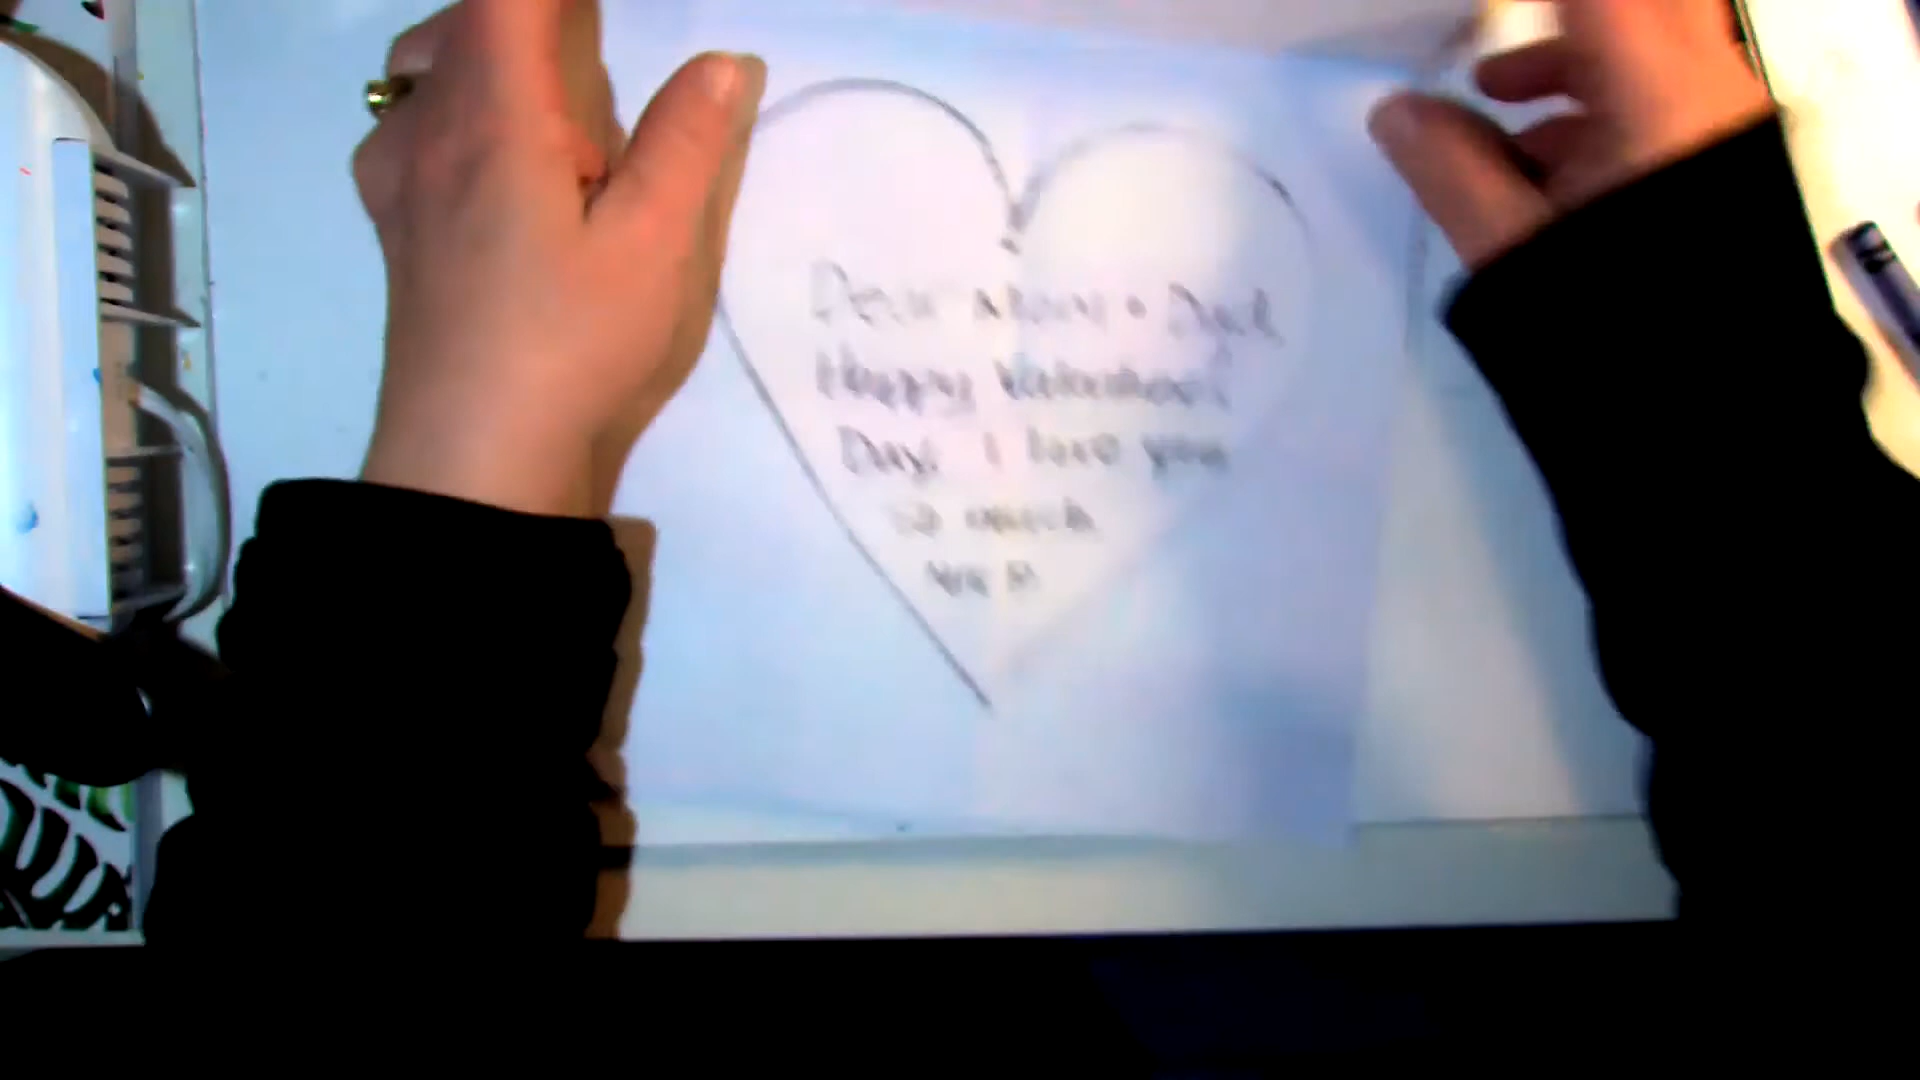 Dear Mom + Dad,
Happy Valentine's
Day! I love you
so much